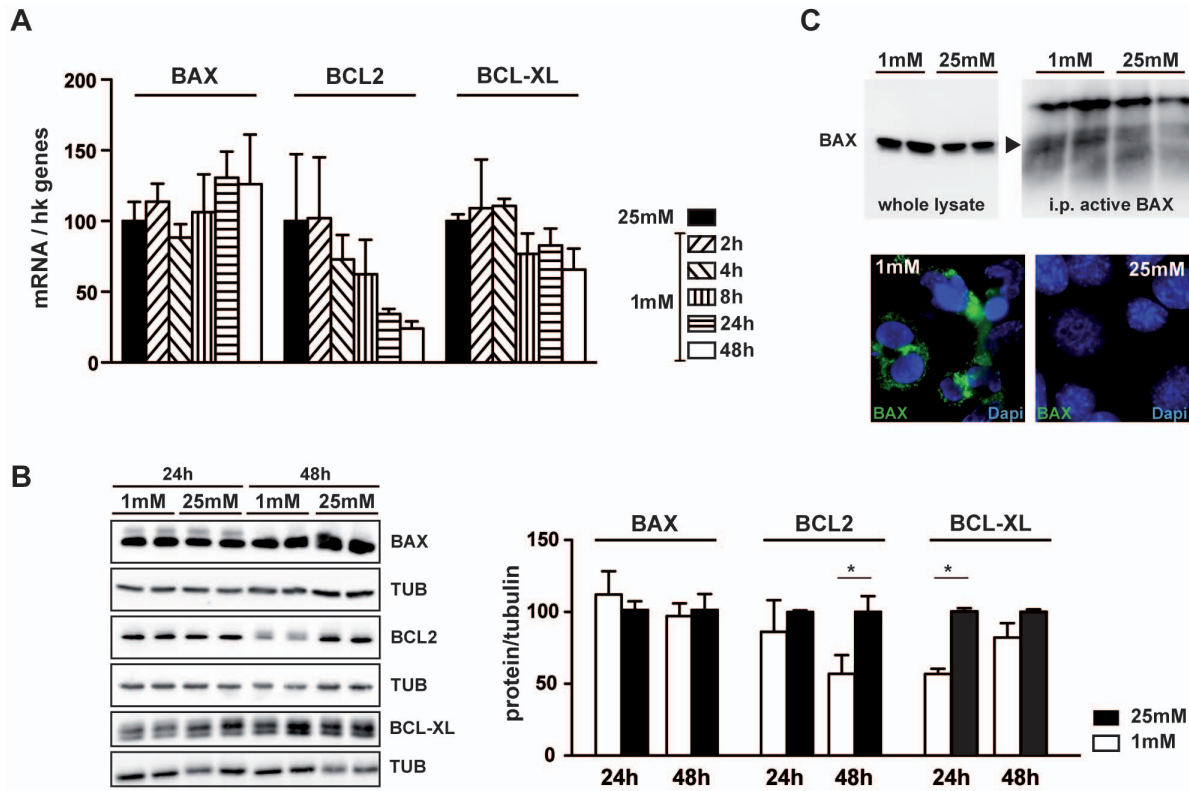 A
BAX BCL2 BCL-XL
200
150
100
50
0
mRNA / hk genes
25mM
2h
4h
8h
24h
48h
1mM
C
1mM 25mM 1mM 25mM
BAX
whole lysate i.p. active BAX
1mM 25mM
BAX Dapi BAX Dapi
B
24h 48h
1mM 25mM 1mM 25mM
BAX
TUB
BCL2
TUB
BCL-XL
TUB
BAX BCL2 BCL-XL
150
100
50
0
protein/tubulin
* *
24h 48h 24h 48h 24h 48h
25mM
1mM